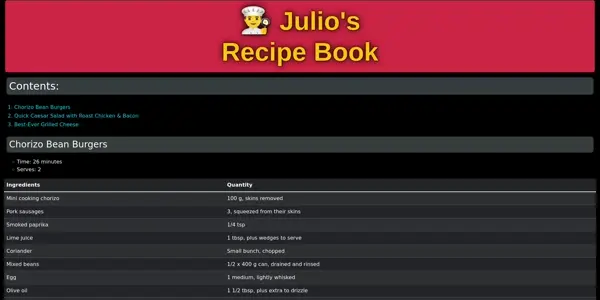 Julio's
Recipe Book
Contents:
1. Chorizo Bean Burgers
2. Quick Caesar Salad with Roast Chicken & Bacon
3. Best-Ever Grilled Cheese
Chorizo Bean Burgers
Time: 26 minutes
Serves: 2
Ingredients Quantity
Mini cooking chorizo 100 g, skins removed
Pork sausages 3, squeezed from their skins
Smoked paprika 1/4 tsp
Lime juice 1 tbsp, plus wedges to serve
Coriander Small bunch, chopped
Mixed beans 1/2 x 400 g can, drained and rinsed
Egg 1 medium, lightly whisked
Olive oil 1 1/2 tbsp, plus extra to drizzle